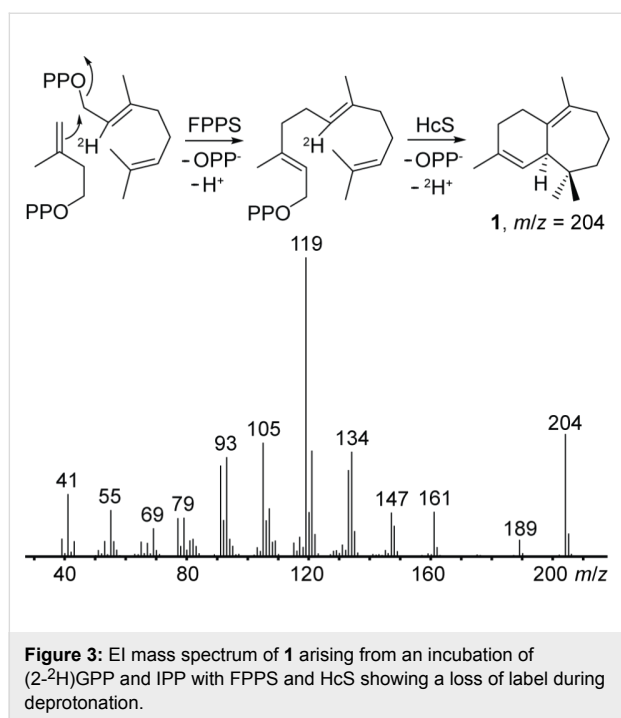 PPO
²H
PPO
FPPS
- OPP⁻
- H⁺
²H
PPO
HcS
- OPP⁻
- ²H⁺
H
1, m/z = 204
119
204
105
93
134
41
55
79
147
161
69
189
40 80 120 160 200 m/z
Figure 3: EI mass spectrum of 1 arising from an incubation of
(2-²H)GPP and IPP with FPPS and HcS showing a loss of label during
deprotonation.